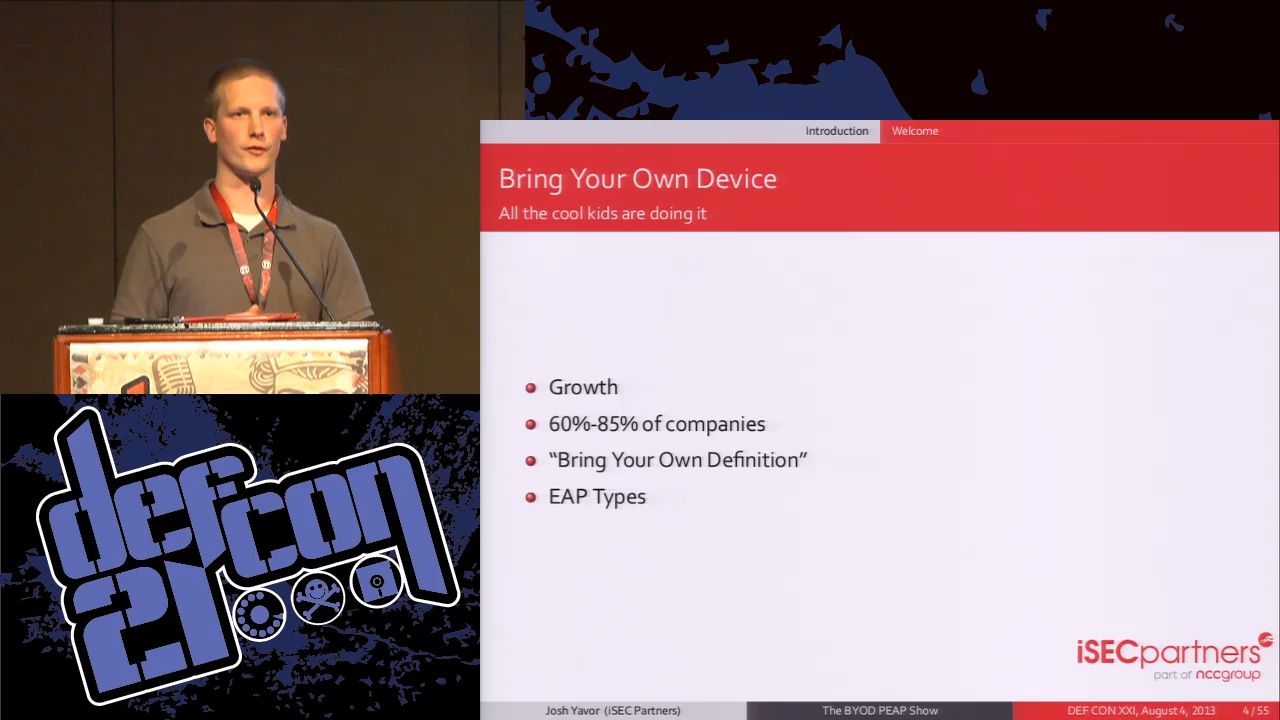 Introduction
Welcome
Bring Your Own Device
All the cool kids are doing it
Growth
60%-85% of companies
“Bring Your Own Definition”
EAP Types
iSECpartners
part of nccgroup
Josh Yavor (iSEC Partners)
The BYOD PEAP Show
DEF CON XXI, August 4, 2013
4 / 55
defcon
21